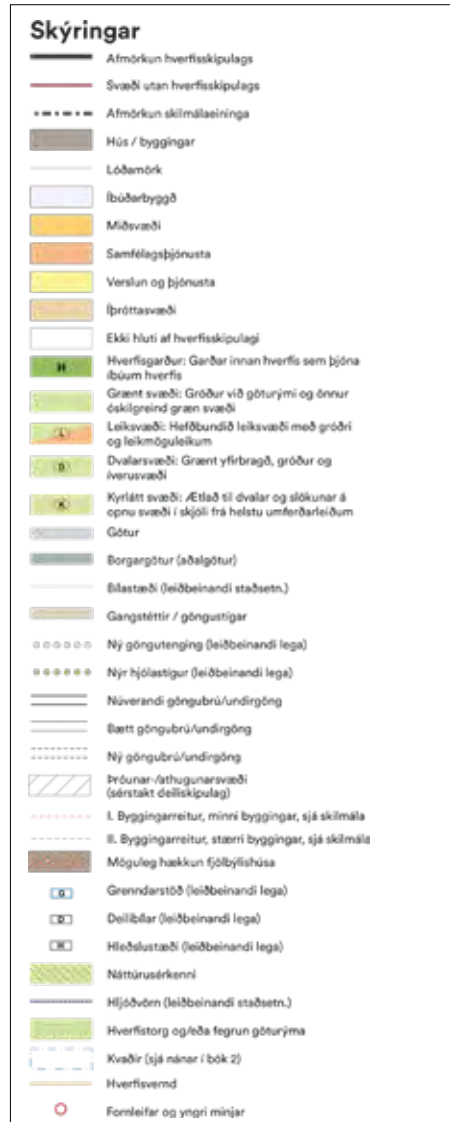 Skýringar
Afmörkun hverfisskipulags
Svæði utan hverfisskipulags
Afmörkun skilmálaeininga
Hús / byggingar
Lóðamörk
Íbúðarbyggð
Miðsvæði
Samfélagsþjónusta
Verslun og þjónusta
Íþróttasvæði
Ekki hluti af hverfisskipulagi
H
Hverfisgarður: Garðar innan hverfis sem þjóna
íbúum hverfis
Grænt svæði: Gróður við göturými og önnur
óskilgreind græn svæði
L
Leiksvæði: Hefðbundið leiksvæði með gróðri
og leikmöguleikum
D
Dvalarsvæði: Grænt yfirbragð, gróður og
íverusvæði
K
Kyrlátt svæði: Ætlað til dvalar og slökunar á
opnu svæði í skjóli frá helstu umferðarleiðum
Götur
Borgargötur (aðalgötur)
Bílastæði (leiðbeinandi staðsetn.)
Gangstéttir / göngustígar
Ný göngutenging (leiðbeinandi lega)
Nýr hjólastígur (leiðbeinandi lega)
Núverandi göngubrú/undirgöng
Bætt göngubrú/undirgöng
Ný göngubrú/undirgöng
Þróunar-/athugunarsvæði
(sérstakt deiliskipulag)
I. Byggingarreitur, minni byggingar, sjá skilmála
II. Byggingarreitur, stærri byggingar, sjá skilmála
Möguleg hækkun fjölbýlishúsa
G Grenndarstöð (leiðbeinandi lega)
D Deilibílar (leiðbeinandi lega)
H Hleðslustæði (leiðbeinandi lega)
Náttúrusérkenni
Hljóðvörn (leiðbeinandi staðsetn.)
Hverfistorg og/eða fegrun göturýma
Kvaðir (sjá nánar í bók 2)
Hverfisvernd
Fornleifar og yngri minjar